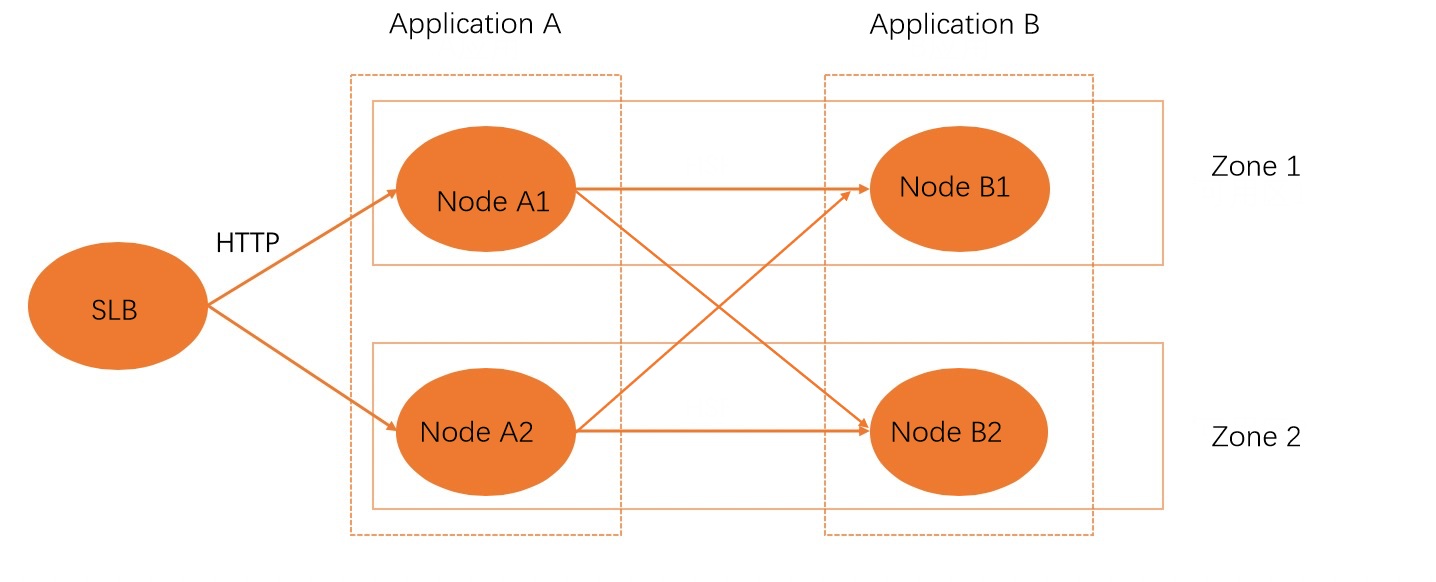 Application A
Application B
Node A1
Node B1
Zone 1
HTTP
SLB
Node A2
Node B2
Zone 2